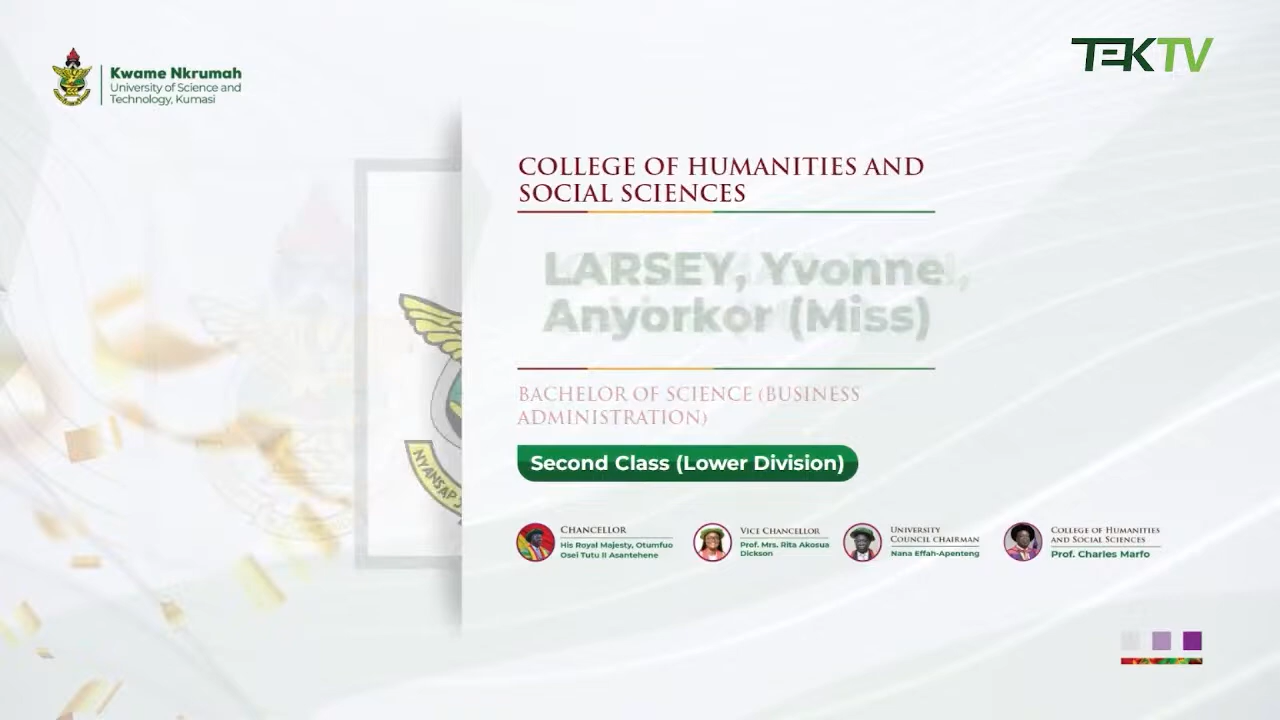 TEKTV
Kwame Nkrumah
University of Science and
Technology, Kumasi
COLLEGE OF HUMANITIES AND
SOCIAL SCIENCES
LARSEY, Yvonne,
Anyorkor (Miss)
BACHELOR OF SCIENCE (BUSINESS
ADMINISTRATION)
Second Class (Lower Division)
CHANCELLOR
His Royal Majesty, Otumfuo
Osei Tutu II Asantehene
VICE CHANCELLOR
Prof. Mrs. Rita Akosua
Dickson
UNIVERSITY
COUNCIL CHAIRMAN
Nana Effah-Apenteng
COLLEGE OF HUMANITIES
AND SOCIAL SCIENCES
Prof. Charles Marfo
NYANSAP